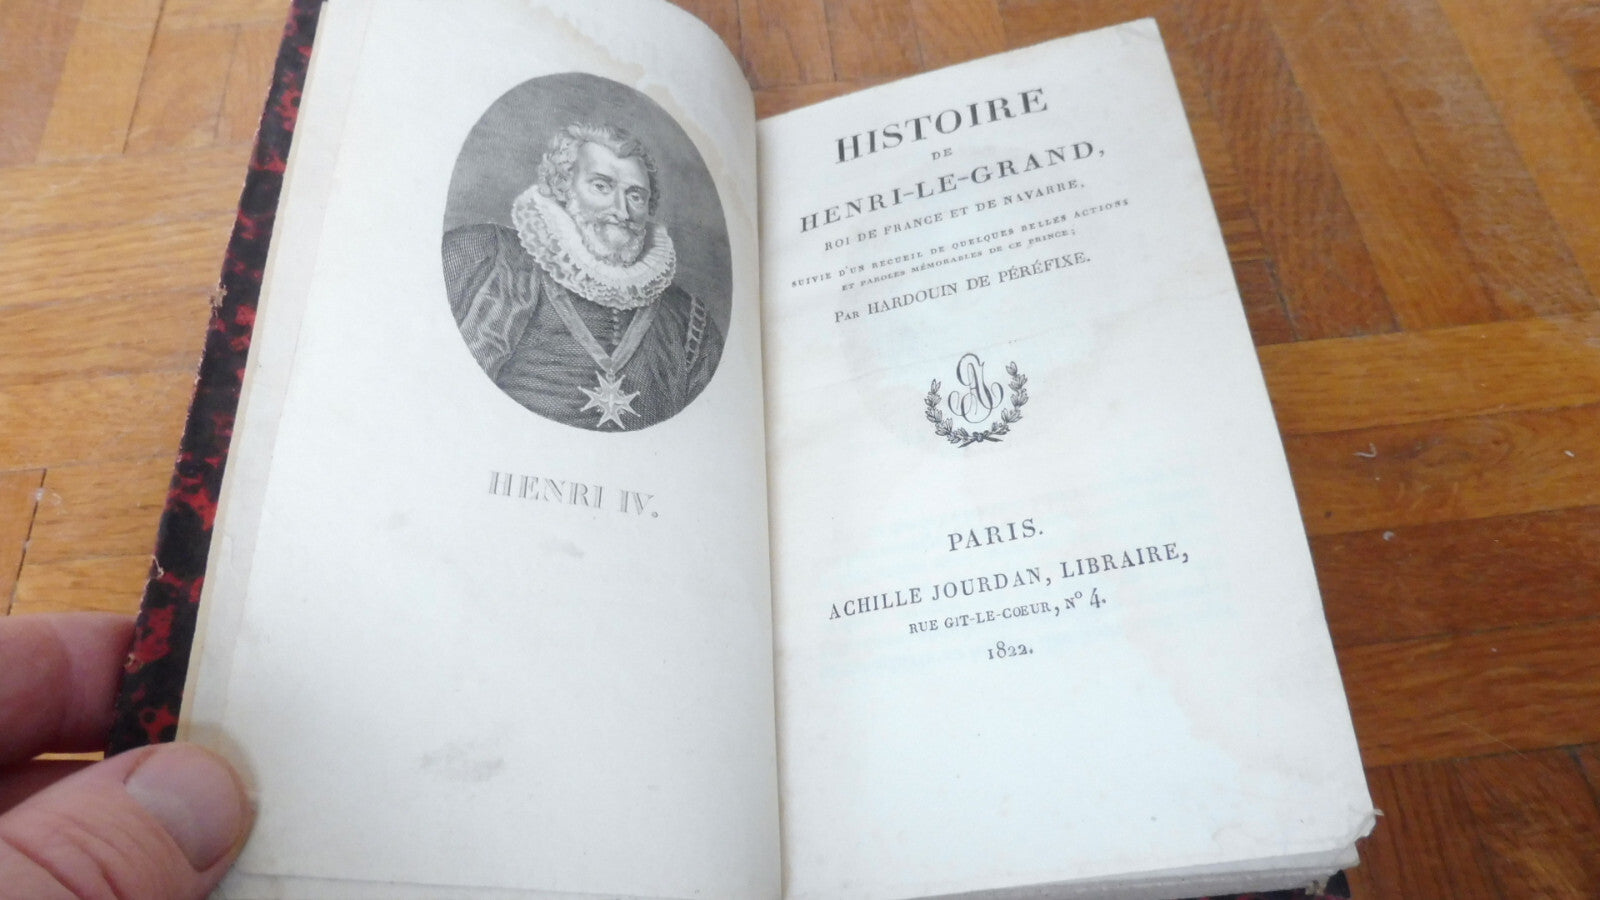 HENRI IV.
HISTOIRE
DE
HENRI-LE-GRAND,
ROI DE FRANCE ET DE NAVARRE,
SUIVIE D'UN RECUEIL DE QUELQUES BELLES ACTIONS
ET PAROLES MÉMORABLES DE CE PRINCE;
PAR HARDOUIN DE PÉRÉFIXE.
PARIS.
ACHILLE JOURDAN, LIBRAIRE,
RUE GIT-LE-COEUR, Nº 4.
1822.